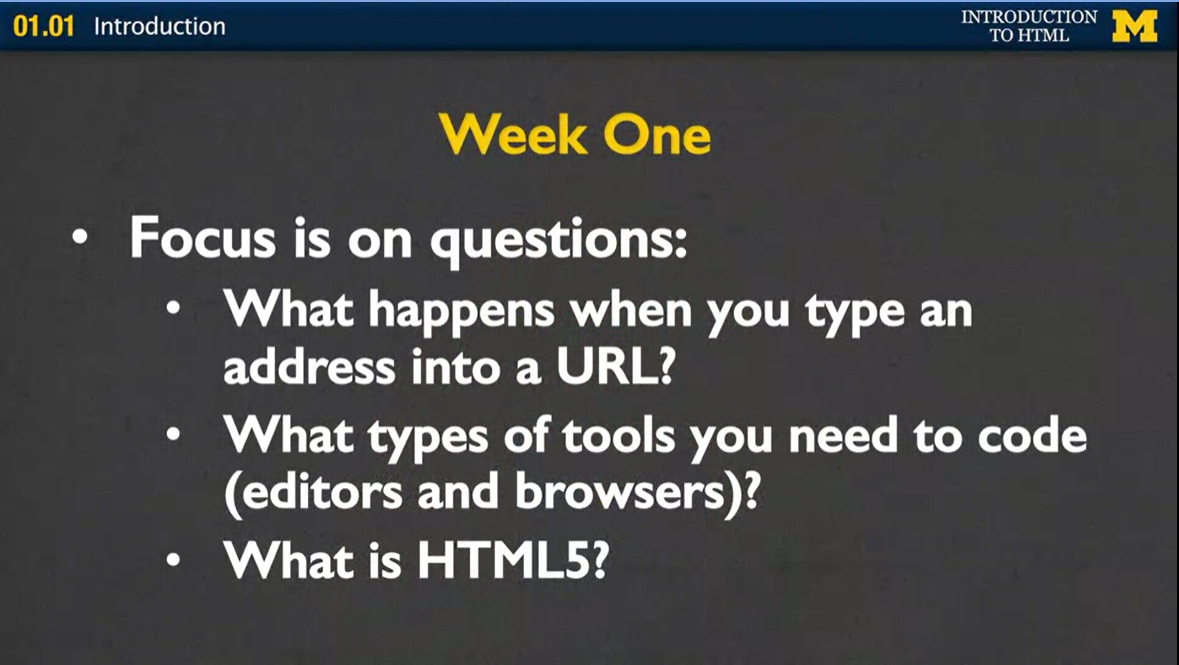 01.01 Introduction
INTRODUCTION
TO HTML
M
Week One
• Focus is on questions:
• What happens when you type an
address into a URL?
• What types of tools you need to code
(editors and browsers)?
• What is HTML5?